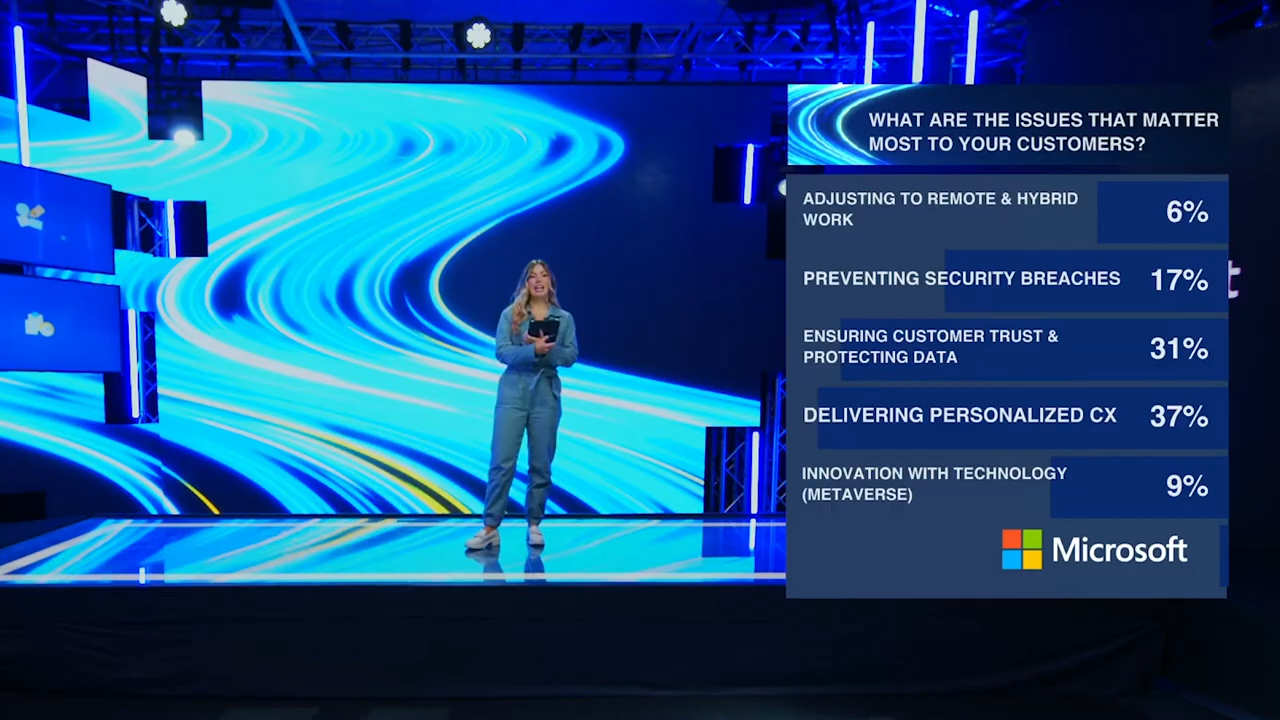 WHAT ARE THE ISSUES THAT MATTER
MOST TO YOUR CUSTOMERS?
ADJUSTING TO REMOTE & HYBRID
WORK
6%
PREVENTING SECURITY BREACHES
17%
ENSURING CUSTOMER TRUST &
PROTECTING DATA
31%
DELIVERING PERSONALIZED CX
37%
INNOVATION WITH TECHNOLOGY
(METAVERSE)
9%
Microsoft